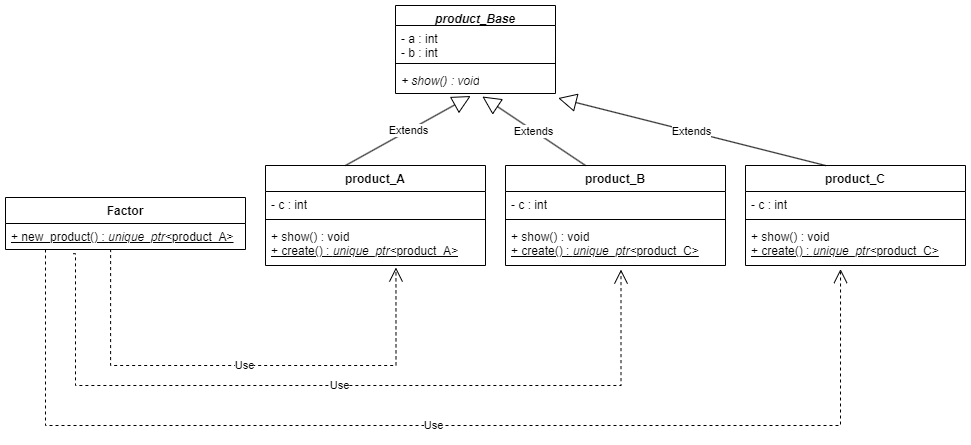 product_Base
- a : int
- b : int
+ show() : void
Extends
Extends
Extends
product_A
- c : int
+ show() : void
+ create() : unique_ptr<product_A>
product_B
- c : int
+ show() : void
+ create() : unique_ptr<product_C>
product_C
- c : int
+ show() : void
+ create() : unique_ptr<product_C>
Factor
+ new_product() : unique_ptr<product_A>
Use
Use
Use